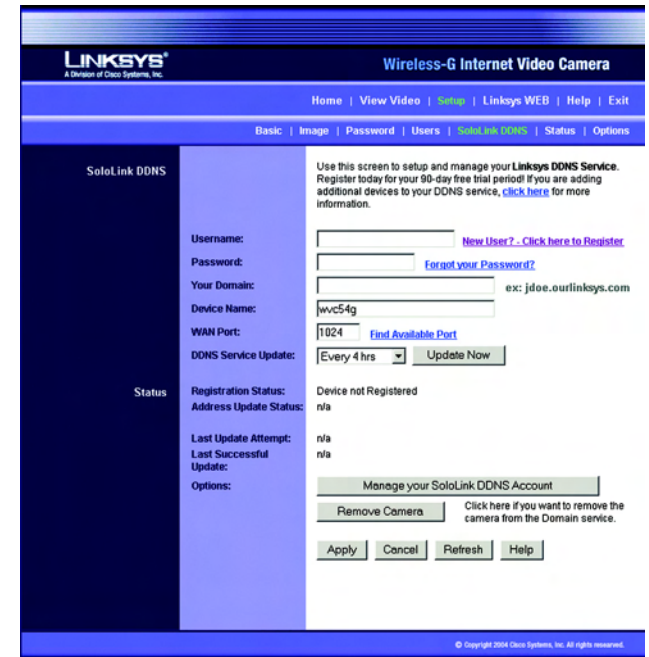 LINKSYS®
A Division of Cisco Systems, Inc.
Wireless-G Internet Video Camera
Home | View Video | Setup | Linksys WEB | Help | Exit
Basic | Image | Password | Users | SoloLink DDNS | Status | Options
SoloLink DDNS
Use this screen to setup and manage your Linksys DDNS Service.
Register today for your 90-day free trial period! If you are adding
additional devices to your DDNS service, click here for more
information.
Username: New User? - Click here to Register
Password: Forgot your Password?
Your Domain: ex: jdoe.ourlinksys.com
Device Name: wvc54g
WAN Port: 1024 Find Available Port
DDNS Service Update: Every 4 hrs Update Now
Status
Registration Status: Device not Registered
Address Update Status: n/a
Last Update Attempt: n/a
Last Successful n/a
Update:
Options: Manage your SoloLink DDNS Account
Remove Camera
Click here if you want to remove the
camera from the Domain service.
Apply Cancel Refresh Help
© Copyright 2004 Cisco Systems, Inc. All rights researved.